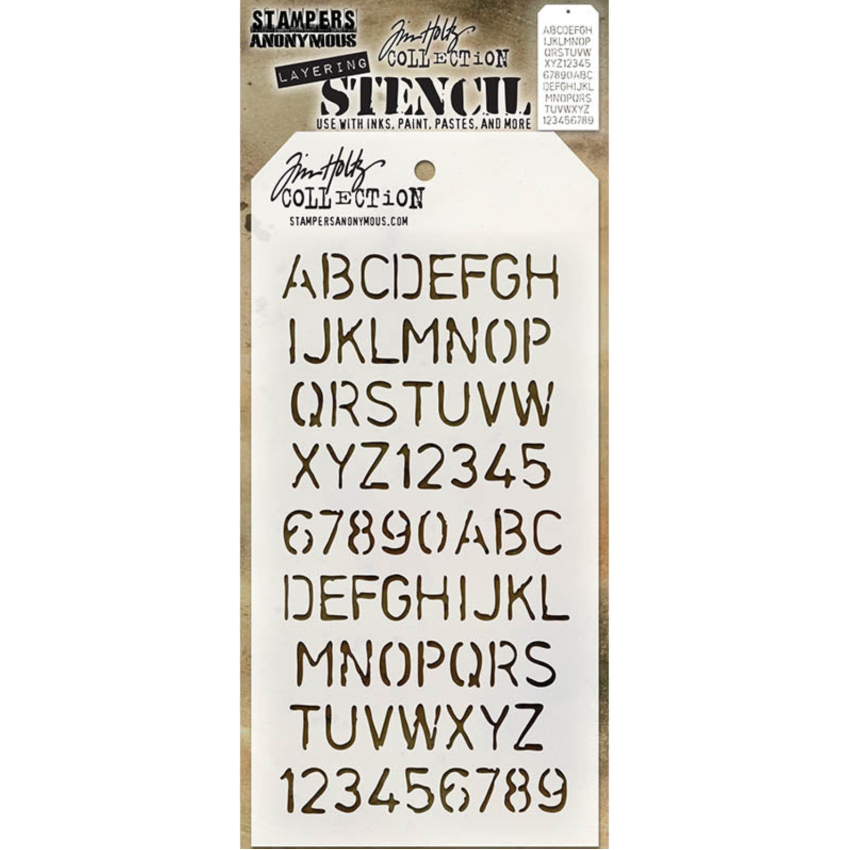 STAMPERS
ANONYMOUS
Tim Holtz
COLLECTION
LAYERING
STENCIL
USE WITH INKS, PAINT, PASTES, AND MORE
ABCDEFGH
IJKLMNOP
QRSTUVW
XYZ12345
67890ABC
DEFGHIJKL
MNOPQRS
TUVWXYZ
123456789
Tim Holtz
COLLECTION
STAMPERSANONYMOUS.COM
ABCDEFGH
IJKLMNOP
QRSTUVW
XYZ12345
67890ABC
DEFGHIJKL
MNOPQRS
TUVWXYZ
123456789